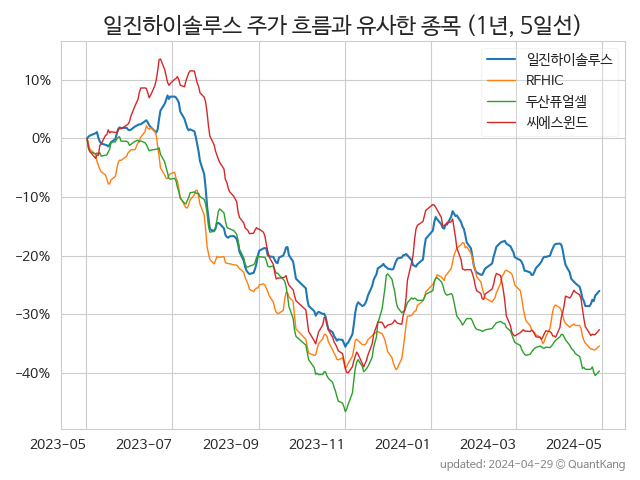 일진하이솔루스 주가 흐름과 유사한 종목 (1년, 5일선)
일진하이솔루스
RFHIC
두산퓨얼셀
씨에스윈드
10%
0%
−10%
−20%
−30%
−40%
2023-05
2023-07
2023-09
2023-11
2024-01
2024-03
2024-05
updated: 2024-04-29 © QuantKang